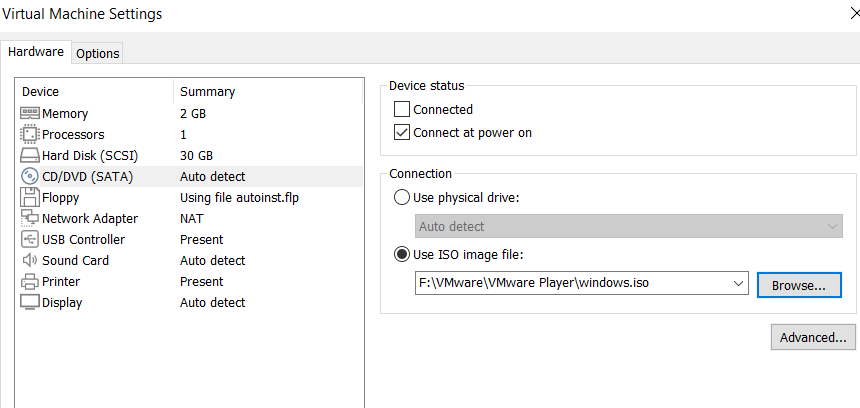 Virtual Machine Settings
Hardware Options
Device Summary
Memory 2 GB
Processors 1
Hard Disk (SCSI) 30 GB
CD/DVD (SATA) Auto detect
Floppy Using file autoinst.flp
Network Adapter NAT
USB Controller Present
Sound Card Auto detect
Printer Present
Display Auto detect
Device status
Connected
Connect at power on
Connection
Use physical drive:
Auto detect
Use ISO image file:
F:\VMware\VMware Player\windows.iso Browse...
Advanced...